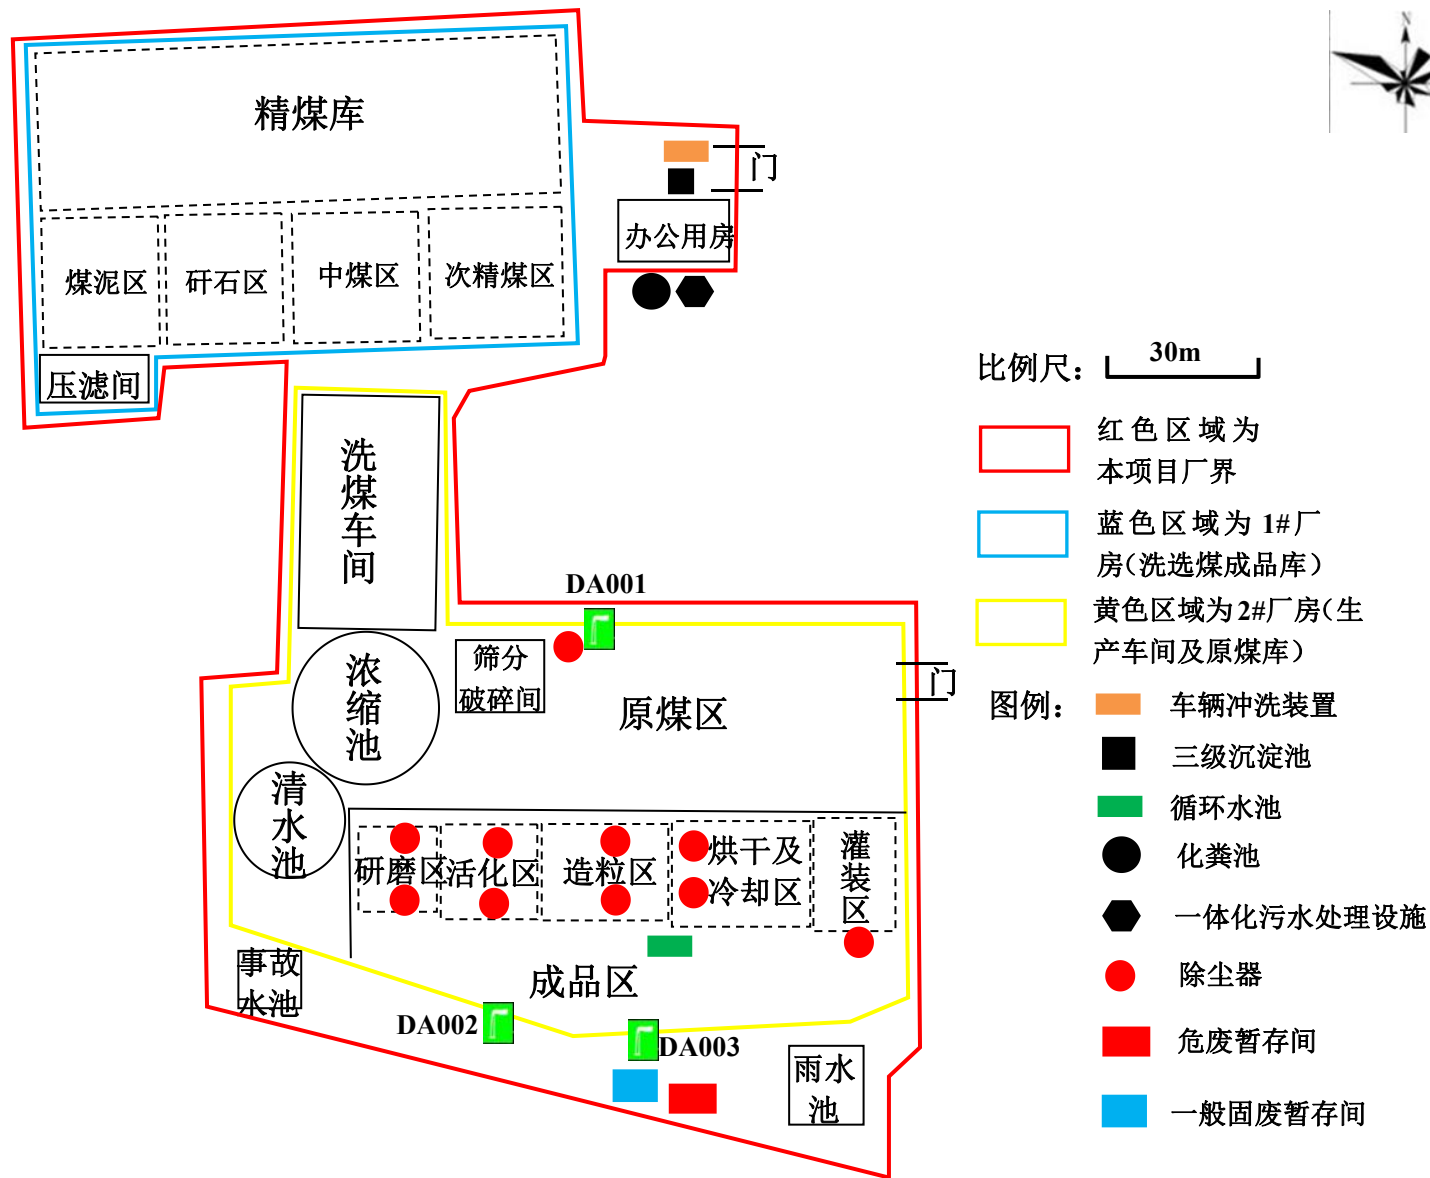 N
精煤库
门
办公用房
煤泥区
矸石区
中煤区
次精煤区
压滤间
比例尺：
30m
红色区域为
本项目厂界
洗煤车间
蓝色区域为 1#厂
房（洗选煤成品库）
DA001
黄色区域为2#厂房（生
产车间及原煤库）
筛分
破碎间
浓缩池
原煤区
门
图例：
车辆冲洗装置
三级沉淀池
循环水池
清水池
研磨区
活化区
造粒区
烘干及
冷却区
灌装区
化粪池
一体化污水处理设施
事故
水池
成品区
除尘器
DA002
DA003
危废暂存间
雨水
池
一般固废暂存间